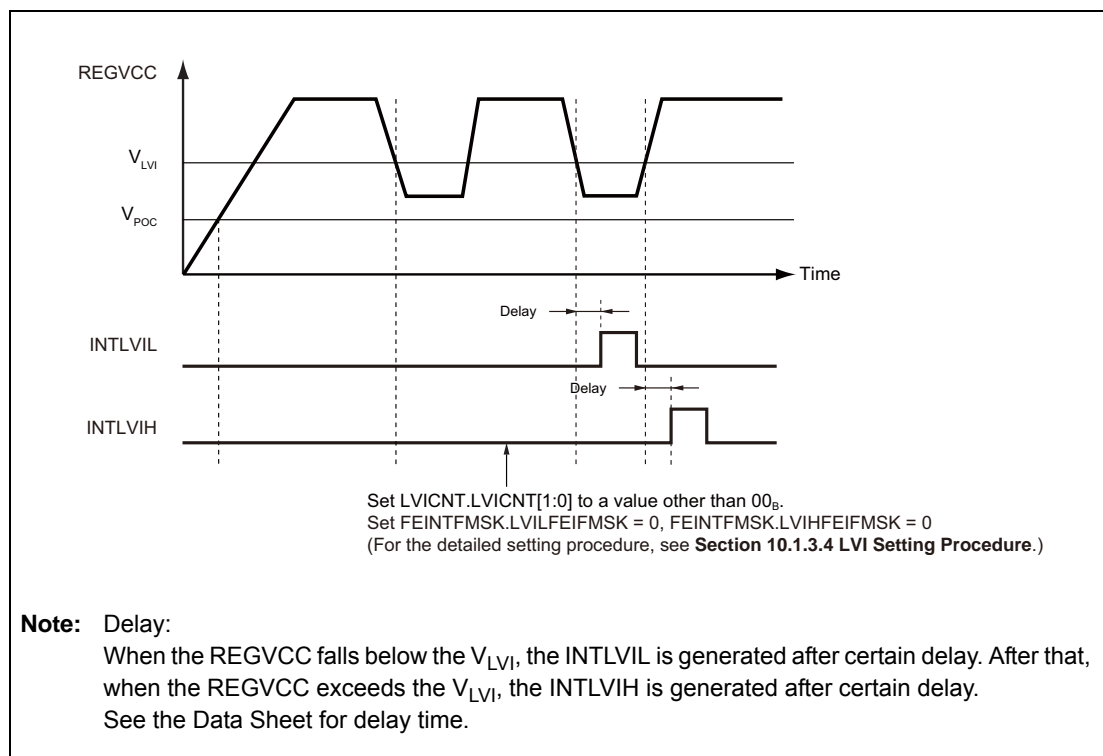 REGVCC
V_LVI
V_POC
Time
Delay
INTLVIL
Delay
INTLVIH
Set LVICNT.LVICNT[1:0] to a value other than 00_B.
Set FEINTFMSK.LVILFEIFMSK = 0, FEINTFMSK.LVIHFEIFMSK = 0
(For the detailed setting procedure, see Section 10.1.3.4 LVI Setting Procedure.)
Note: Delay:
When the REGVCC falls below the V_LVI, the INTLVIL is generated after certain delay. After that,
when the REGVCC exceeds the V_LVI, the INTLVIH is generated after certain delay.
See the Data Sheet for delay time.